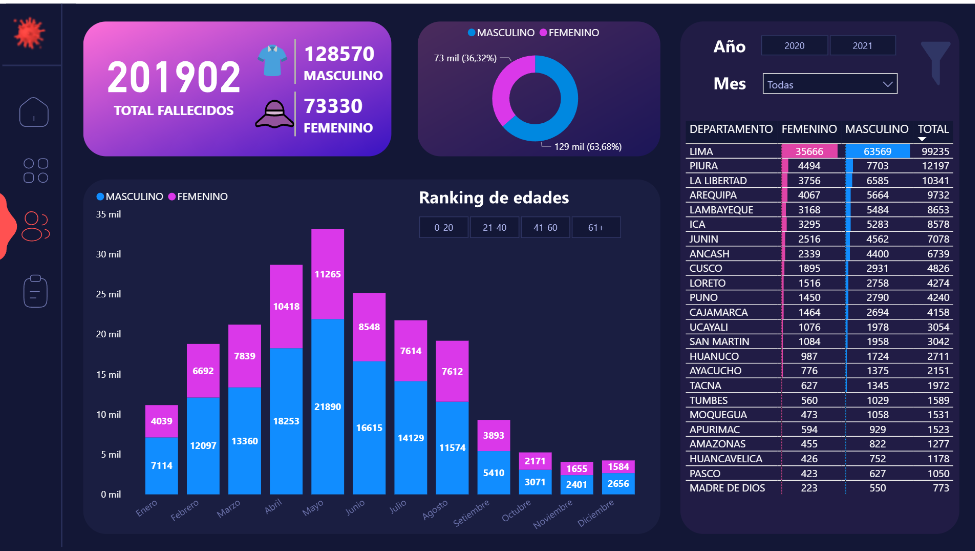 201902
TOTAL FALLECIDOS
128570
MASCULINO
73330
FEMENINO
MASCULINO FEMENINO
73 mil (36,32%)
129 mil (63,68%)
Año 2020 2021
Mes Todas
MASCULINO FEMENINO
Ranking de edades
0-20 21-40 41-60 61+
35 mil
30 mil
25 mil
20 mil
15 mil
10 mil
5 mil
0 mil
4039
7114
6692
12097
7839
13360
10418
18253
11265
21890
8548
16615
7614
14129
7612
11574
3893
5410
2171
3071
1655
2401
1584
2656
Enero
Febrero
Marzo
Abril
Mayo
Junio
Julio
Agosto
Setiembre
Octubre
Noviembre
Diciembre
DEPARTAMENTO FEMENINO MASCULINO TOTAL
LIMA 35666 63569 99235
PIURA 4494 7703 12197
LA LIBERTAD 3756 6585 10341
AREQUIPA 4067 5664 9732
LAMBAYEQUE 3168 5484 8653
ICA 3295 5283 8578
JUNIN 2516 4562 7078
ANCASH 2339 4400 6739
CUSCO 1895 2931 4826
LORETO 1516 2758 4274
PUNO 1450 2790 4240
CAJAMARCA 1464 2694 4158
UCAYALI 1076 1978 3054
SAN MARTIN 1084 1958 3042
HUANUCO 987 1724 2711
AYACUCHO 776 1375 2151
TACNA 627 1345 1972
TUMBES 560 1029 1589
MOQUEGUA 473 1058 1531
APURIMAC 594 929 1523
AMAZONAS 455 822 1277
HUANCAVELICA 426 752 1178
PASCO 423 627 1050
MADRE DE DIOS 223 550 773